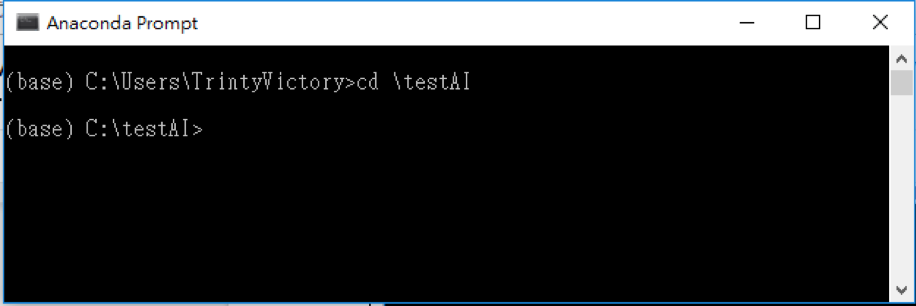 Anaconda Prompt
(base) C:\Users\TrintyVictory>cd \testAI
(base) C:\testAI>